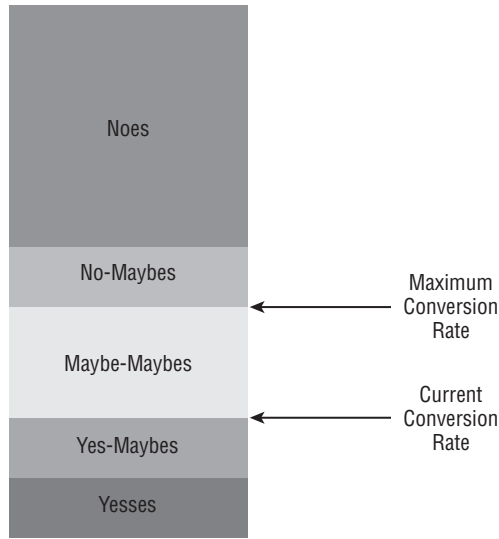 Noes
No-Maybes
Maximum
Conversion
Rate
Maybe-Maybes
Current
Conversion
Rate
Yes-Maybes
Yesses